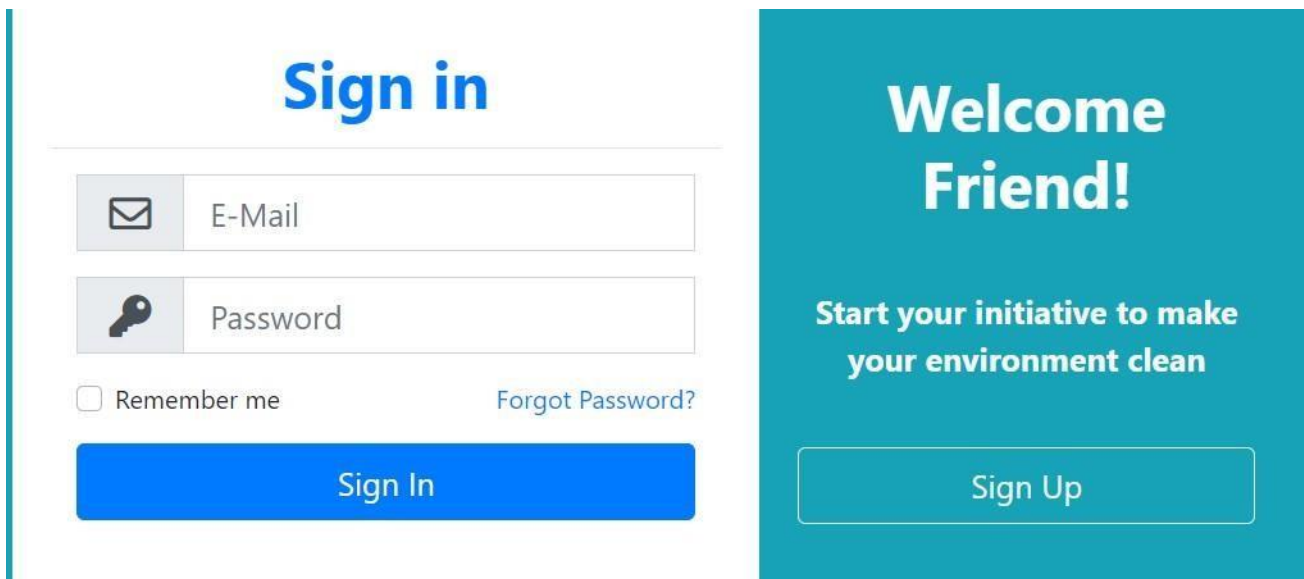 Sign in
E-Mail
Password
Remember me
Forgot Password?
Sign In
Welcome
Friend!
Start your initiative to make
your environment clean
Sign Up